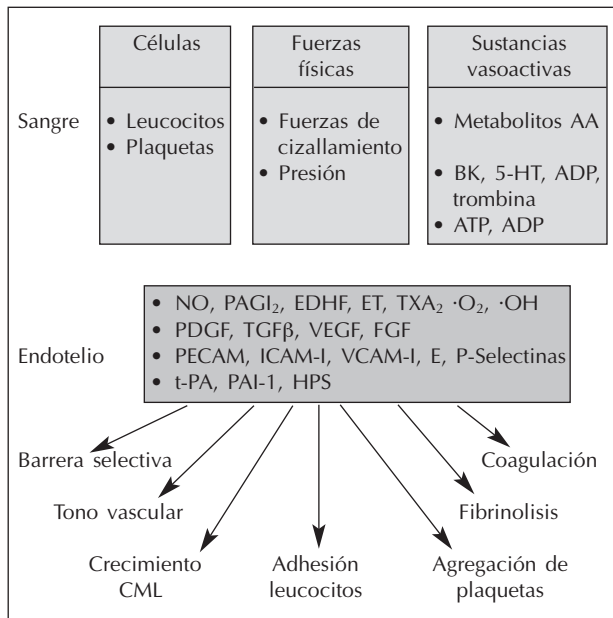 Células
Fuerzas
físicas
Sustancias
vasoactivas
Sangre
• Leucocitos
• Plaquetas
• Fuerzas de
cizallamiento
• Presión
• Metabolitos AA
• BK, 5-HT, ADP,
trombina
• ATP, ADP
Endotelio
• NO, PAGI₂, EDHF, ET, TXA₂ ·O₂, ·OH
• PDGF, TGFβ, VEGF, FGF
• PECAM, ICAM-I, VCAM-I, E, P-Selectinas
• t-PA, PAI-1, HPS
Barrera selectiva
Coagulación
Tono vascular
Fibrinolisis
Crecimiento
CML
Adhesión
leucocitos
Agregación de
plaquetas